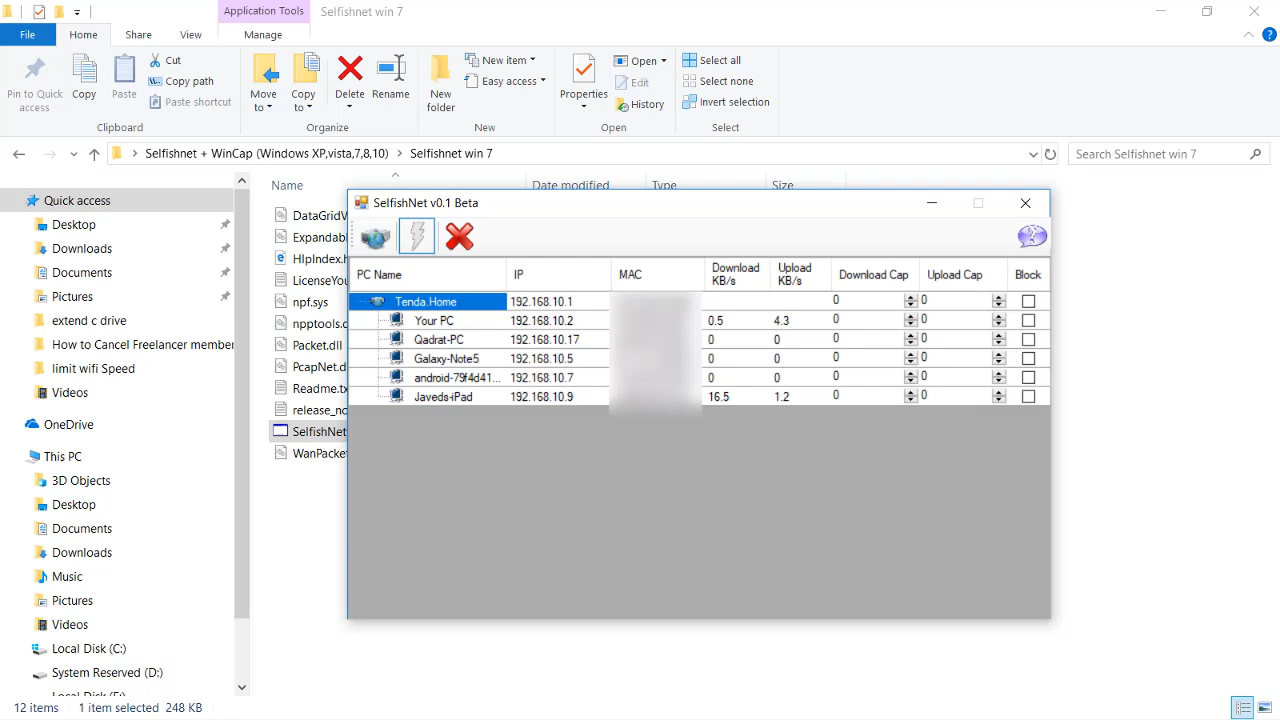 Application Tools
Selfishnet win 7
File
Home
Share
View
Manage
Pin to Quick access
Copy
Paste
Cut
Copy path
Paste shortcut
Clipboard
Move to
Copy to
Delete
Rename
Organize
New folder
New item
Easy access
New
Properties
Open
Edit
History
Open
Select all
Select none
Invert selection
Select
Selfishnet + WinCap (Windows XP,vista,7,8,10)
Selfishnet win 7
Search Selfishnet win 7
Quick access
Desktop
Downloads
Documents
Pictures
extend c drive
How to Cancel Freelancer member
limit wifi Speed
Videos
OneDrive
This PC
3D Objects
Desktop
Documents
Downloads
Music
Pictures
Videos
Local Disk (C:)
System Reserved (D:)
Name
Date modified
Type
Size
DataGridV
Expandab
HlpIndex.h
LicenseYou
npf.sys
npptools.d
Packet.dll
PcapNet.d
Readme.tx
release_no
SelfishNet
WanPacke
SelfishNet v0.1 Beta
PC Name IP MAC Download KB/s Upload KB/s Download Cap Upload Cap Block
Tenda.Home 192.168.10.1 0 0
Your PC 192.168.10.2 0.5 4.3 0 0
Qadrat-PC 192.168.10.17 0 0 0 0
Galaxy-Note5 192.168.10.5 0 0 0 0
android-79f4d41... 192.168.10.7 0 0 0 0
Javeds-iPad 192.168.10.9 16.5 1.2 0 0
12 items
1 item selected 248 KB